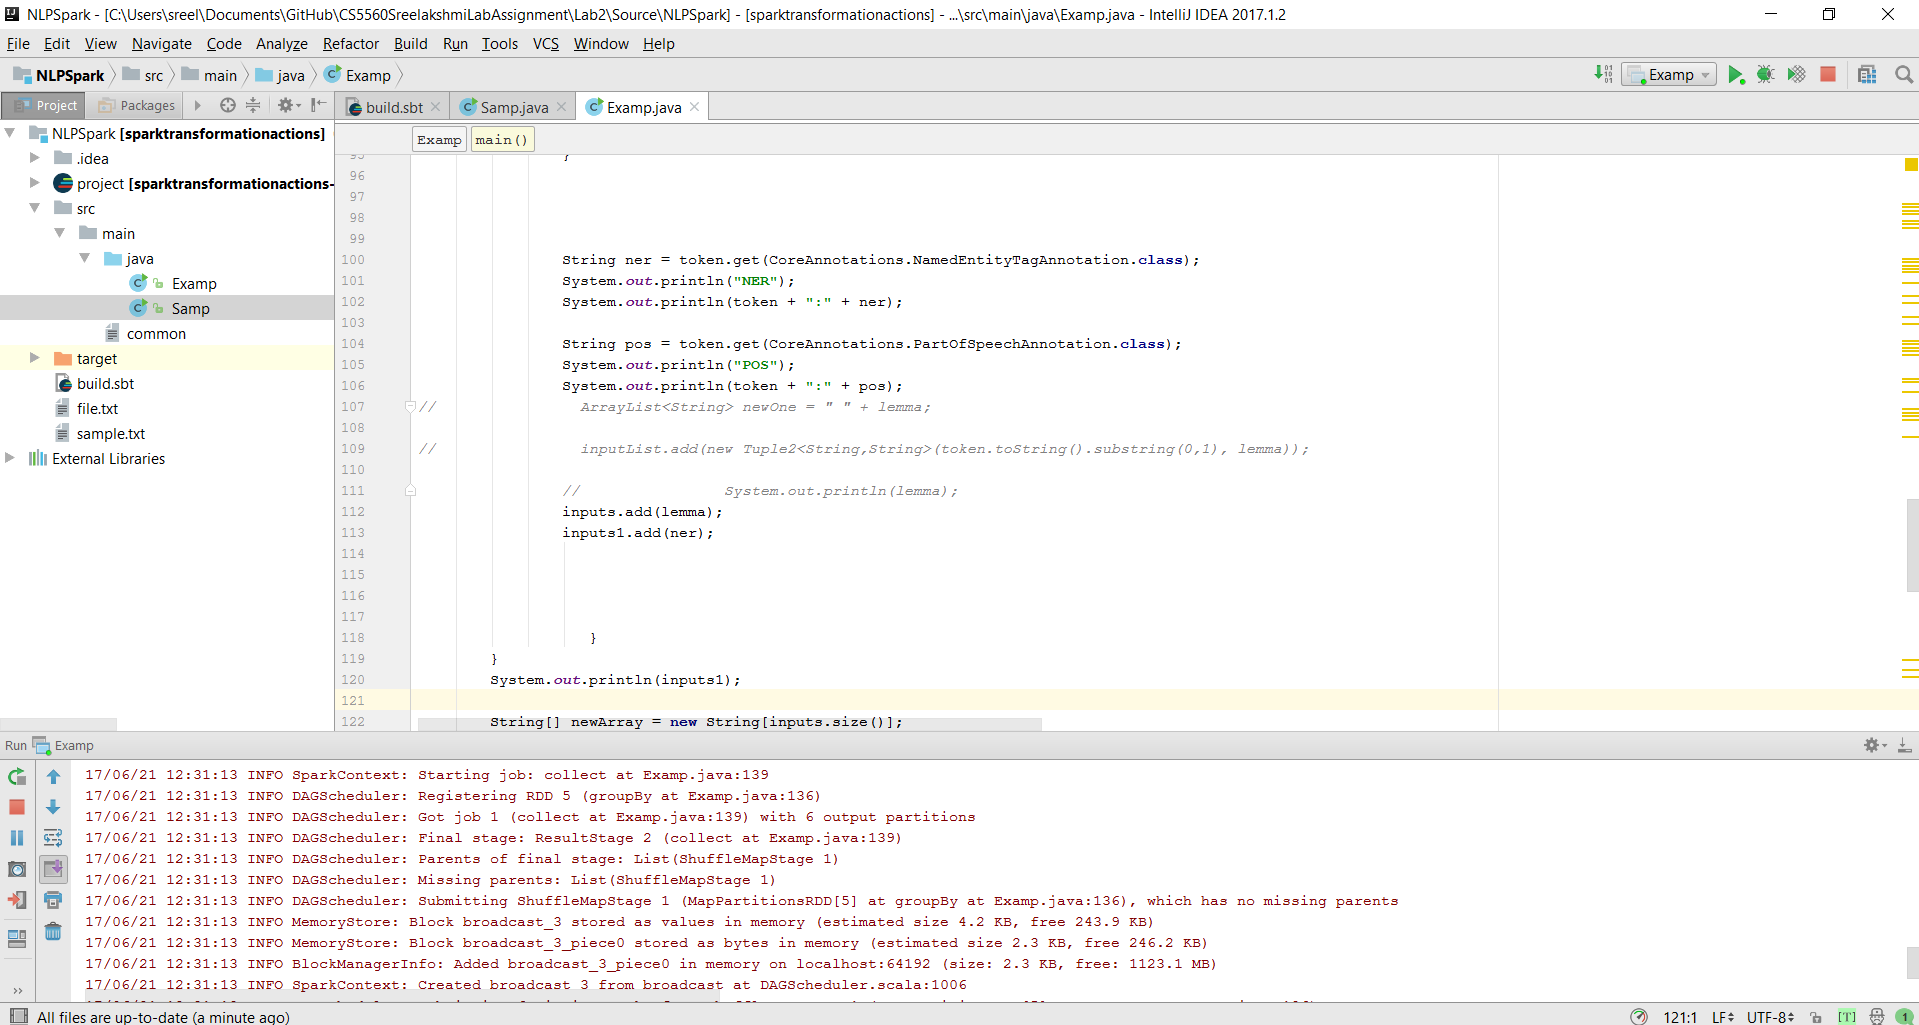 NLPSpark - [C:\Users\sreel\Documents\GitHub\CS5560SreelakshmiLabAssignment\Lab2\Source\NLPSpark] - [sparktransformationactions] - ...\src\main\java\Examp.java - IntelliJ IDEA 2017.1.2
File Edit View Navigate Code Analyze Refactor Build Run Tools VCS Window Help
NLPSpark src main java Examp
Examp
Project Packages
build.sbt Samp.java Examp.java
Examp main()
NLPSpark [sparktransformationactions]
.idea
project [sparktransformationactions-
src
main
java
Examp
Samp
common
target
build.sbt
file.txt
sample.txt
External Libraries
95 }
96
97
98
99
100 String ner = token.get(CoreAnnotations.NamedEntityTagAnnotation.class);
101 System.out.println("NER");
102 System.out.println(token + ":" + ner);
103
104 String pos = token.get(CoreAnnotations.PartOfSpeechAnnotation.class);
105 System.out.println("POS");
106 System.out.println(token + ":" + pos);
107 // ArrayList<String> newOne = " " + lemma;
108
109 // inputList.add(new Tuple2<String,String>(token.toString().substring(0,1), lemma));
110
111 // System.out.println(lemma);
112 inputs.add(lemma);
113 inputs1.add(ner);
114
115
116
117
118 }
119 }
120 System.out.println(inputs1);
121
122 String[] newArray = new String[inputs.size()];
Run Examp
17/06/21 12:31:13 INFO SparkContext: Starting job: collect at Examp.java:139
17/06/21 12:31:13 INFO DAGScheduler: Registering RDD 5 (groupBy at Examp.java:136)
17/06/21 12:31:13 INFO DAGScheduler: Got job 1 (collect at Examp.java:139) with 6 output partitions
17/06/21 12:31:13 INFO DAGScheduler: Final stage: ResultStage 2 (collect at Examp.java:139)
17/06/21 12:31:13 INFO DAGScheduler: Parents of final stage: List(ShuffleMapStage 1)
17/06/21 12:31:13 INFO DAGScheduler: Missing parents: List(ShuffleMapStage 1)
17/06/21 12:31:13 INFO DAGScheduler: Submitting ShuffleMapStage 1 (MapPartitionsRDD[5] at groupBy at Examp.java:136), which has no missing parents
17/06/21 12:31:13 INFO MemoryStore: Block broadcast_3 stored as values in memory (estimated size 4.2 KB, free 243.9 KB)
17/06/21 12:31:13 INFO MemoryStore: Block broadcast_3_piece0 stored as bytes in memory (estimated size 2.3 KB, free 246.2 KB)
17/06/21 12:31:13 INFO BlockManagerInfo: Added broadcast_3_piece0 in memory on localhost:64192 (size: 2.3 KB, free: 1123.1 MB)
17/06/21 12:31:13 INFO SparkContext: Created broadcast 3 from broadcast at DAGScheduler.scala:1006
All files are up-to-date (a minute ago)
121:1 LF UTF-8 [T] 1